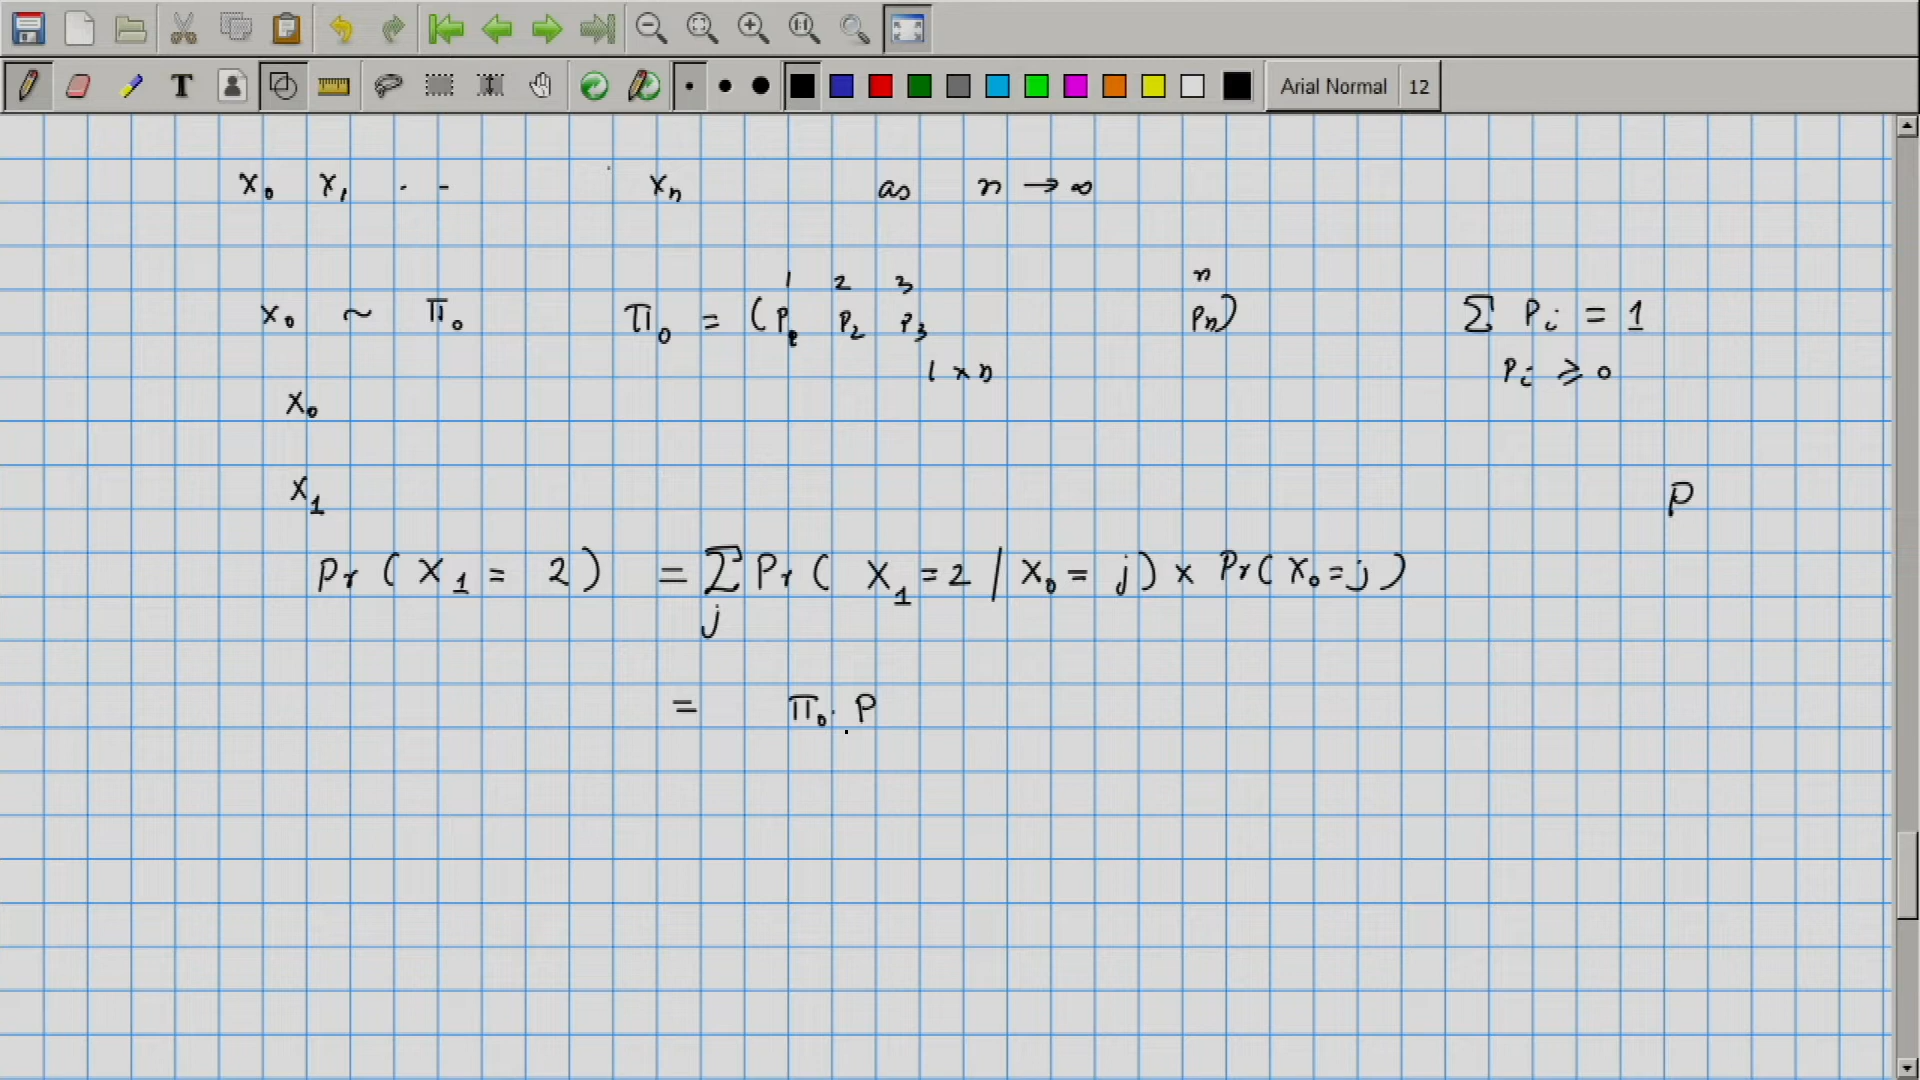 T Arial Normal 12
X₀ X₁ . - Xₙ as n → ∞
1 2 3 n
X₀ ~ Π₀ Π₀ = (P₁ P₂ P₃ Pₙ) Σ Pᵢ = 1
1 × n Pᵢ ⩾ 0
X₀
X₁ P
Pr ( X₁ = 2 ) = Σ Pr ( X₁ = 2 / X₀ = j ) × Pr ( X₀ = j )
j
= Π₀ . P